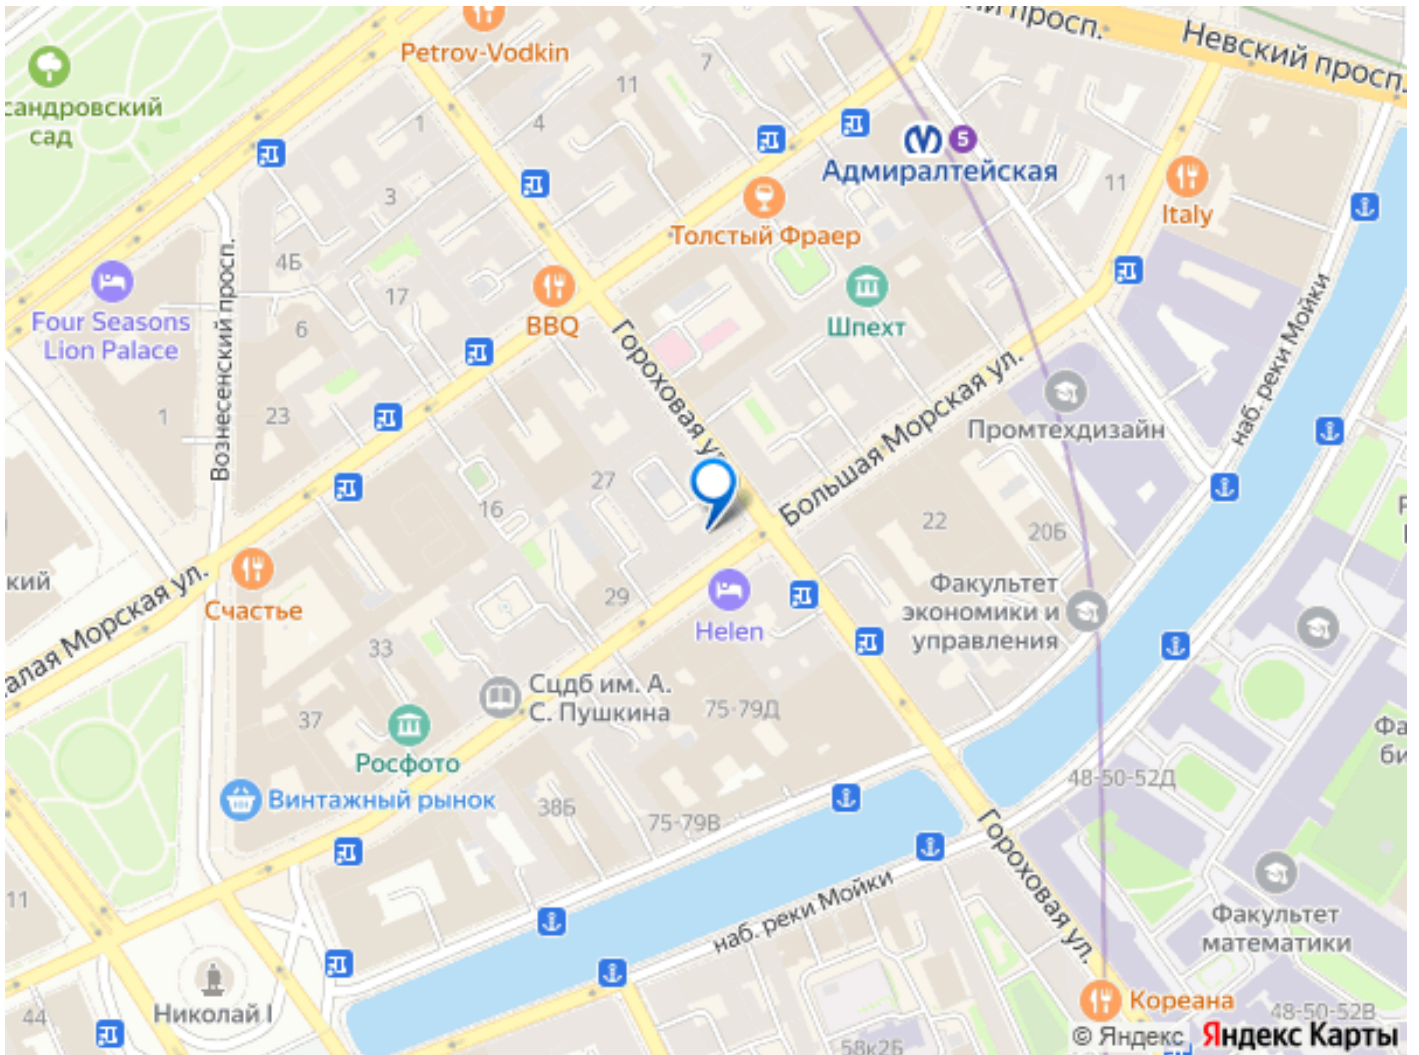 Petrov-Vodkin
просп.
Невский просп.
сандровский
сад
7
11
1
4
5
Адмиралтейская
11
Italy
3
Толстый Фраер
4Б
17
Four Seasons
Lion Palace
6
BBQ
Шпехт
Вознесенский просп.
Гороховая ул.
наб. реки Мойки
1
23
Большая Морская ул.
Промтехдизайн
27
16
22
20Б
кий
Счастье
29
Helen
Факультет
экономики и
управления
Малая Морская ул.
33
Сцдб им. А.
С. Пушкина
75-79Д
37
Росфото
Фа
би
48-50-52Д
Винтажный рынок
38Б
75-79В
Гороховая ул.
11
наб. реки Мойки
Факультет
математики
Николай I
44
Кореана
48-50-52В
58к2Б
© Яндекс Яндекс Карты